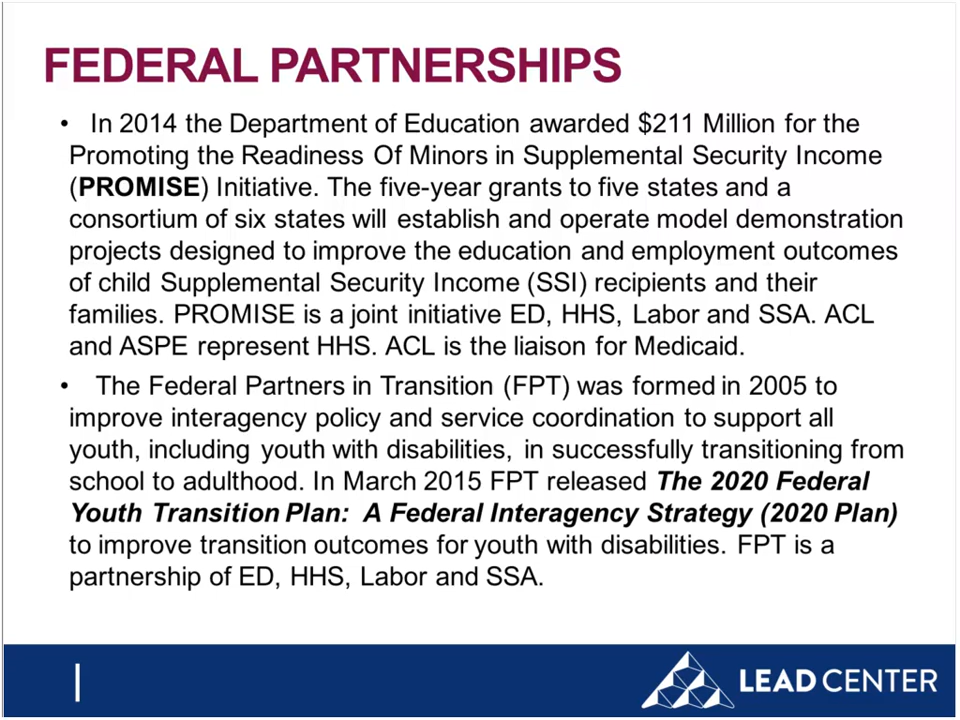 FEDERAL PARTNERSHIPS
• In 2014 the Department of Education awarded $211 Million for the
Promoting the Readiness Of Minors in Supplemental Security Income
(PROMISE) Initiative. The five-year grants to five states and a
consortium of six states will establish and operate model demonstration
projects designed to improve the education and employment outcomes
of child Supplemental Security Income (SSI) recipients and their
families. PROMISE is a joint initiative ED, HHS, Labor and SSA. ACL
and ASPE represent HHS. ACL is the liaison for Medicaid.
• The Federal Partners in Transition (FPT) was formed in 2005 to
improve interagency policy and service coordination to support all
youth, including youth with disabilities, in successfully transitioning from
school to adulthood. In March 2015 FPT released The 2020 Federal
Youth Transition Plan: A Federal Interagency Strategy (2020 Plan)
to improve transition outcomes for youth with disabilities. FPT is a
partnership of ED, HHS, Labor and SSA.
LEAD CENTER